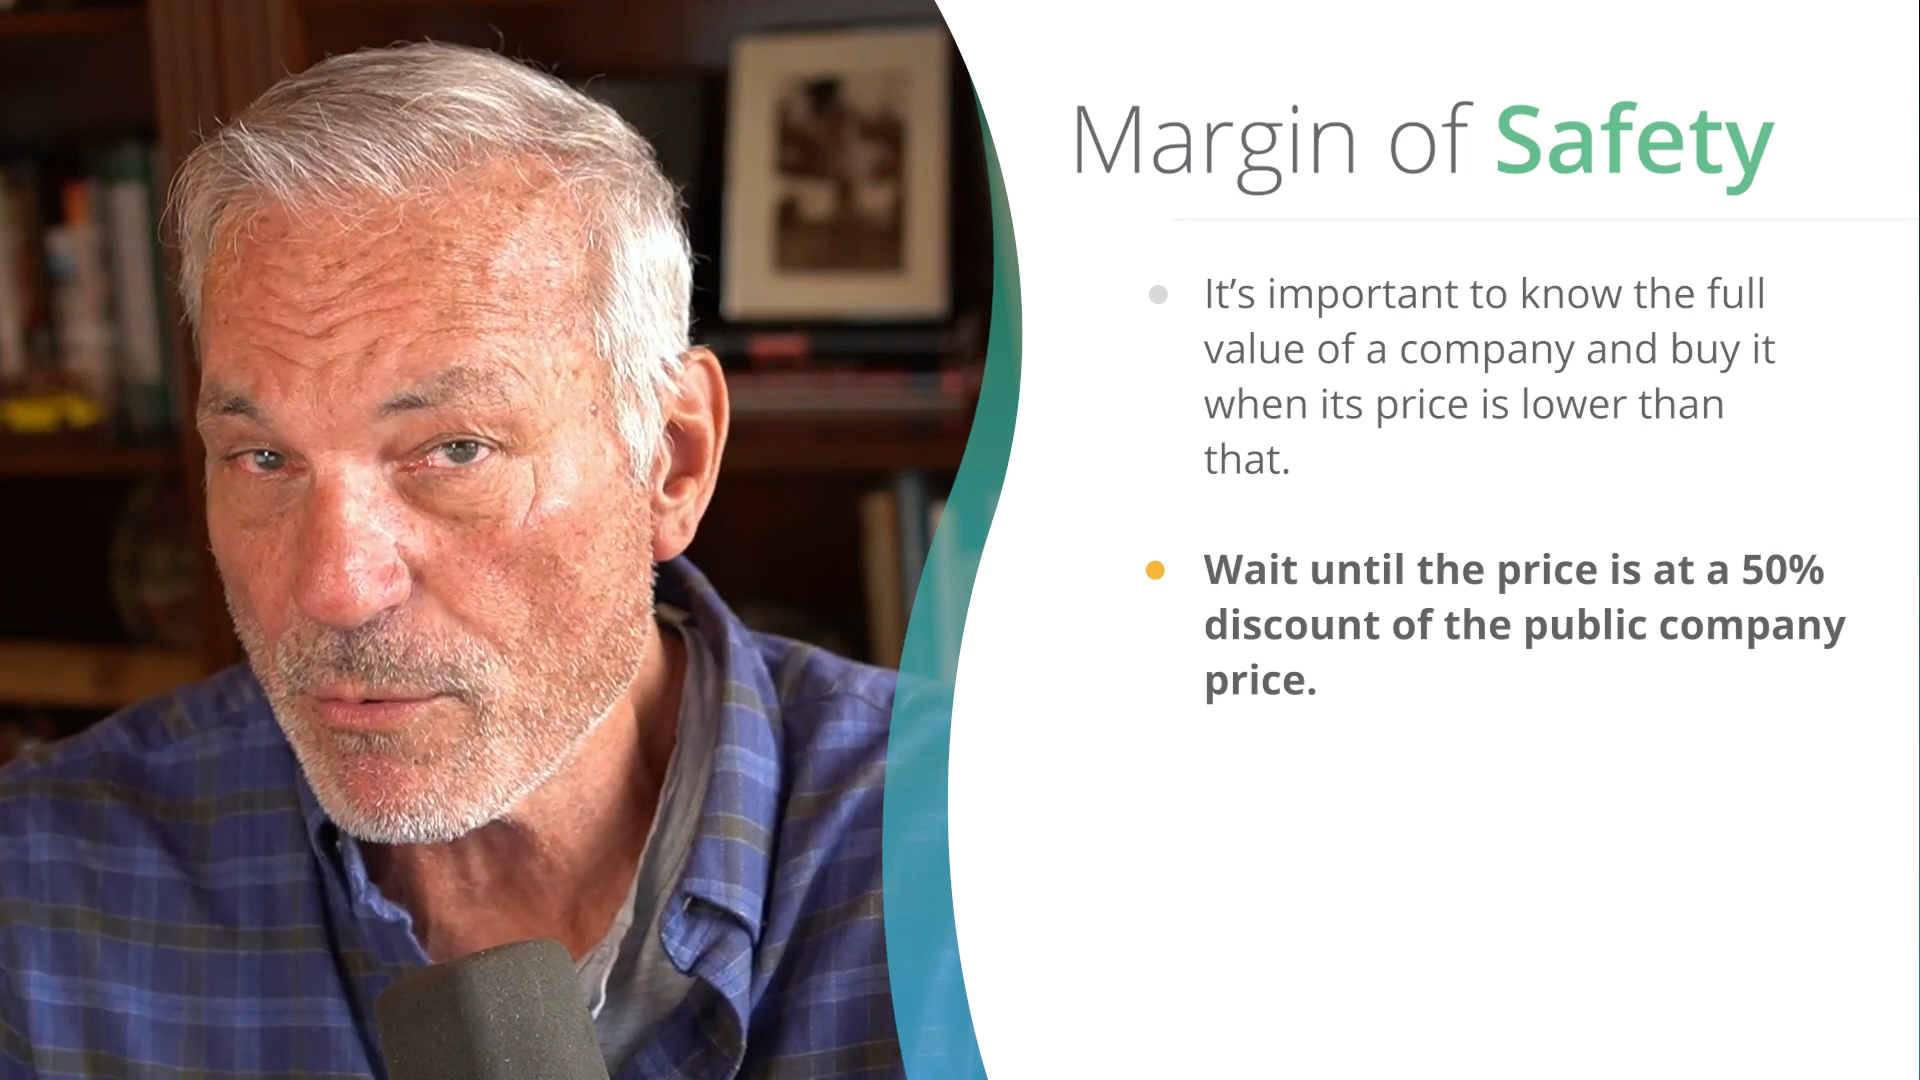 Margin of Safety
It’s important to know the full
value of a company and buy it
when its price is lower than
that.
Wait until the price is at a 50%
discount of the public company
price.